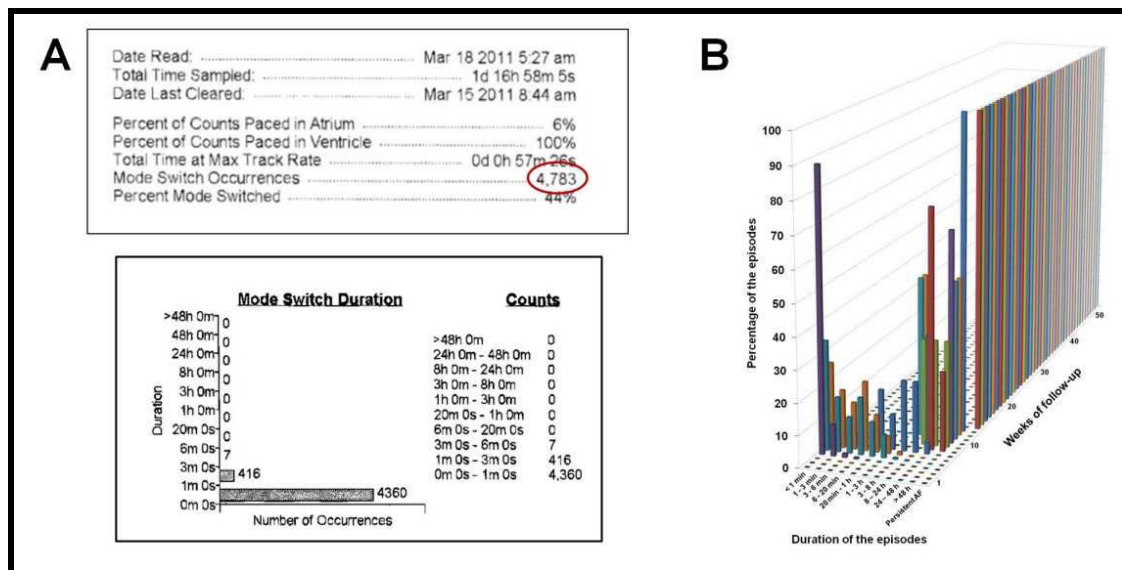 A
Date Read: Mar 18 2011 5:27 am
Total Time Sampled: 1d 16h 58m 5s
Date Last Cleared: Mar 15 2011 8:44 am
Percent of Counts Paced in Atrium 6%
Percent of Counts Paced in Ventricle 100%
Total Time at Max Track Rate 0d 0h 57m 26s
Mode Switch Occurrences 4,783
Percent Mode Switched 44%
Mode Switch Duration
Duration
>48h 0m
48h 0m
24h 0m
8h 0m
3h 0m
1h 0m
20m 0s
6m 0s
3m 0s
1m 0s
0m 0s
0
0
0
0
0
0
0
7
416
4360
Number of Occurrences
Counts
>48h 0m 0
24h 0m - 48h 0m 0
8h 0m - 24h 0m 0
3h 0m - 8h 0m 0
1h 0m - 3h 0m 0
20m 0s - 1h 0m 0
6m 0s - 20m 0s 0
3m 0s - 6m 0s 7
1m 0s - 3m 0s 416
0m 0s - 1m 0s 4,360
B
Percentage of the episodes
100
90
80
70
60
50
40
30
20
10
0
< 1 min
1 - 3 min
3 - 6 min
6 - 20 min
20 min - 1 h
1 - 3 h
3 - 8 h
8 - 24 h
24 - 48 h
> 48 h
Persistent AF
Duration of the episodes
1
10
20
30
40
50
Weeks of follow-up